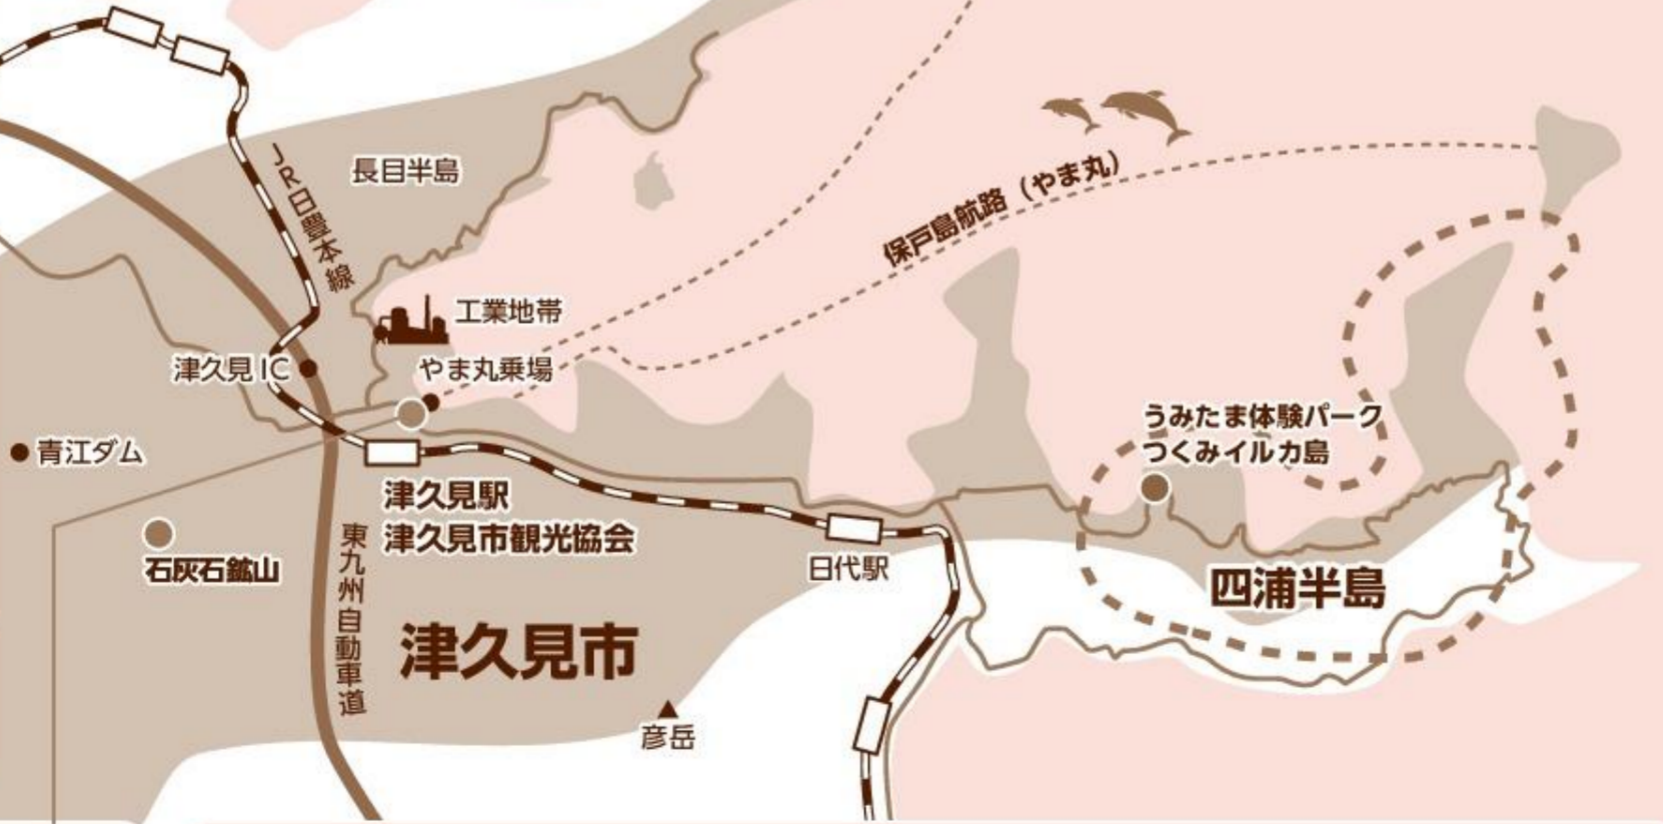 長目半島
JR日豊本線
保戸島航路（やま丸）
工業地帯
津久見IC
やま丸乗場
うみたま体験パーク
つくみイルカ島
青江ダム
津久見駅
津久見市観光協会
石灰石鉱山
東九州自動車道
日代駅
四浦半島
津久見市
彦岳